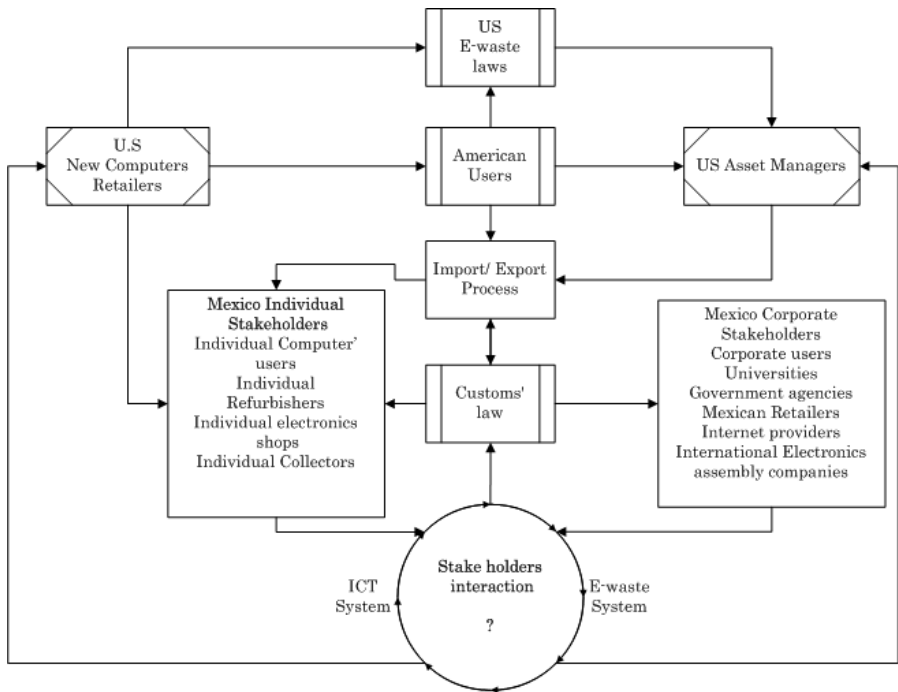 US
E-waste
laws
U.S
New Computers
Retailers
American
Users
US Asset Managers
Import/ Export
Process
Mexico Individual
Stakeholders
Individual Computer’
users
Individual
Refurbishers
Individual electronics
shops
Individual Collectors
Customs'
law
Mexico Corporate
Stakeholders
Corporate users
Universities
Government agencies
Mexican Retailers
Internet providers
International Electronics
assembly companies
ICT
System
Stake holders
interaction
?
E-waste
System